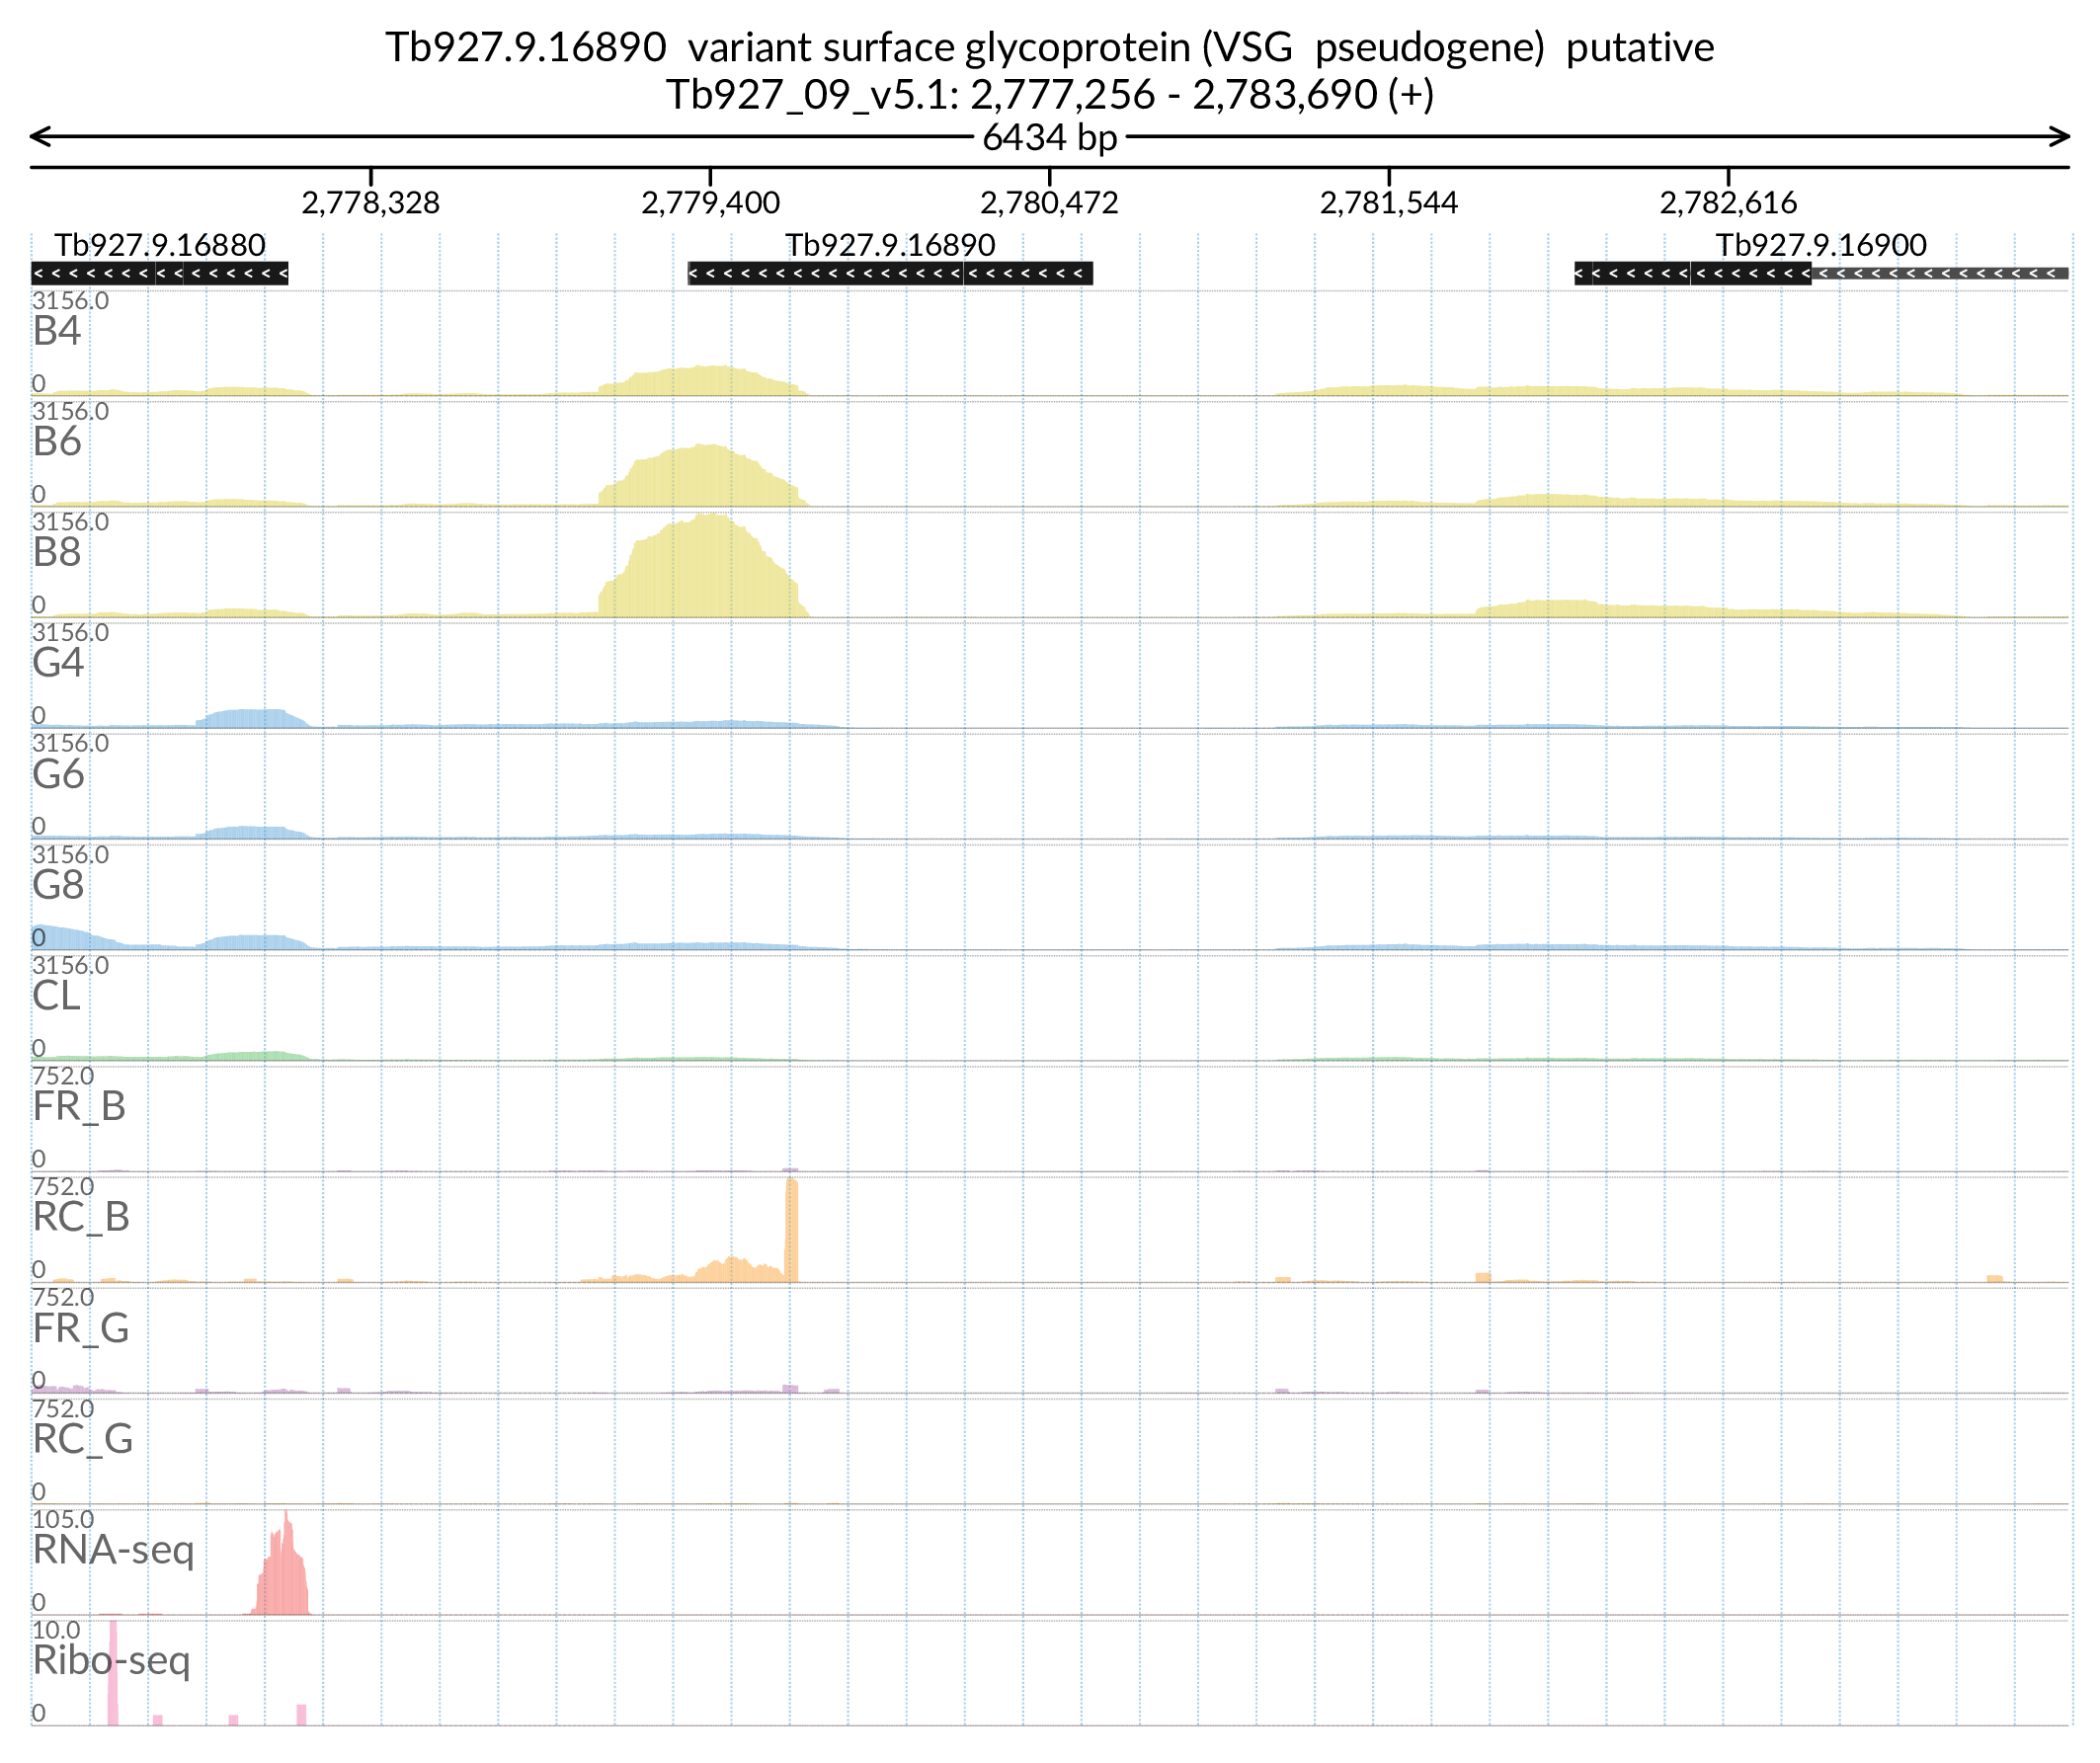 Tb927.9.16890  variant surface glycoprotein (VSG  pseudogene)  putative
Tb927_09_v5.1: 2,777,256 - 2,783,690 (+)
6434 bp
2,778,328 2,779,400 2,780,472 2,781,544 2,782,616
Tb927.9.16880 Tb927.9.16890 Tb927.9.16900
3156.0
B4
0
3156.0
B6
0
3156.0
B8
0
3156.0
G4
0
3156.0
G6
0
3156.0
G8
0
3156.0
CL
0
752.0
FR_B
0
752.0
RC_B
0
752.0
FR_G
0
752.0
RC_G
0
105.0
RNA-seq
0
10.0
Ribo-seq
0